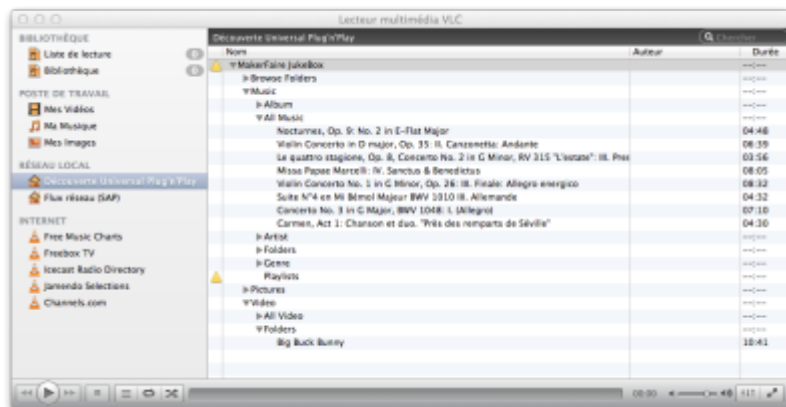 Lecteur multimédia VLC
BIBLIOTHÈQUE
Liste de lecture 0
Bibliothèque 0
POSTE DE TRAVAIL
Mes Vidéos
Ma Musique
Mes Images
RÉSEAU LOCAL
Découverte Universal Plug'n'Play
Flux réseau (SAP)
INTERNET
Free Music Charts
Freebox TV
Icecast Radio Directory
Jamendo Selections
Channels.com
Découverte Universal Plug'n'Play Chercher
Nom Auteur Durée
MakerFaire JukeBox --:--
Browse Folders --:--
Music --:--
Album --:--
All Music --:--
Nocturnes, Op. 9: No. 2 in E-Flat Major 04:48
Violin Concerto in D major, Op. 35: II. Canzonetta: Andante 06:39
Le quattro stagione, Op. 8, Concerto No. 2 in G Minor, RV 315 "L'estate": III. Pres 03:56
Missa Papae Marcelli: IV. Sanctus & Benedictus 08:05
Violin Concerto No. 1 in G Minor, Op. 26: III. Finale: Allegro energico 08:32
Suite N°4 en Mi Bémol Majeur BWV 1010 III. Allemande 04:32
Concerto No. 3 in G Major, BWV 1048: I. (Allegro) 07:10
Carmen, Act 1: Chanson et duo. "Près des remparts de Séville" 04:30
Artist --:--
Folders --:--
Genre --:--
Playlists --:--
Pictures --:--
Video --:--
All Video --:--
Folders --:--
Big Buck Bunny 10:41
00:00